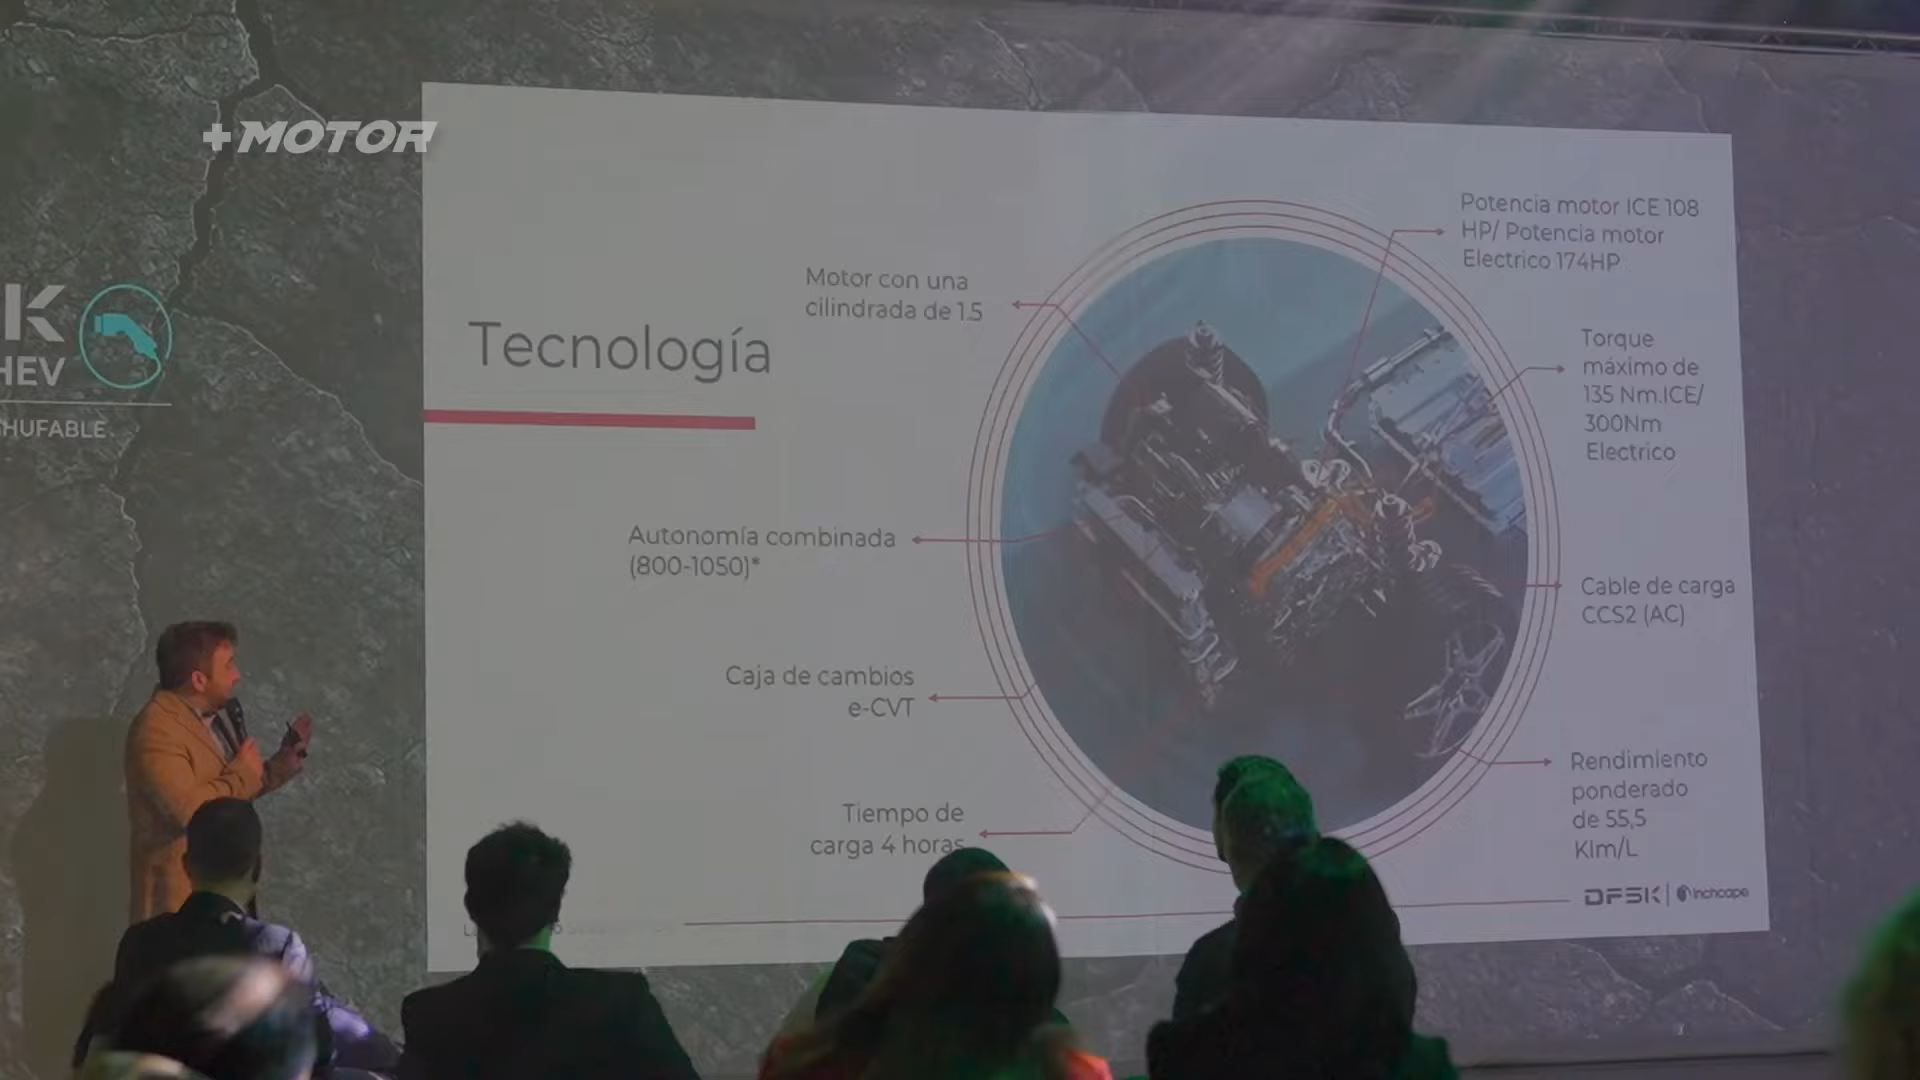 +MOTOR
K
HEV
HUFABLE
Tecnología
Motor con una
cilindrada de 1.5
Autonomía combinada
(800-1050)*
Caja de cambios
e-CVT
Tiempo de
carga 4 horas
Potencia motor ICE 108
HP/ Potencia motor
Electrico 174HP
Torque
máximo de
135 Nm.ICE/
300Nm
Electrico
Cable de carga
CCS2 (AC)
Rendimiento
ponderado
de 55,5
Klm/L
DFSK | Inchcape